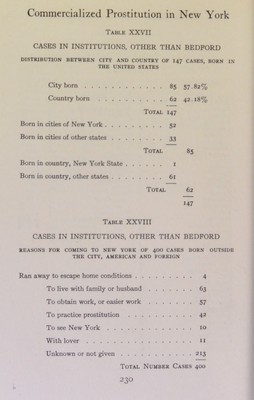 Commercialized Prostitution in New York
TABLE XXVII
CASES IN INSTITUTIONS, OTHER THAN BEDFORD
DISTRIBUTION BETWEEN CITY AND COUNTRY OF 147 CASES, BORN IN
THE UNITED STATES
City born . . . . . . . . . . . 85 57.82%
Country born . . . . . . . . . 62 42.18%
TOTAL 147
Born in cities of New York . . . . . . . . 52
Born in cities of other states . . . . . . . 33
TOTAL 85
Born in country, New York State . . . . . 1
Born in country, other states . . . . . . . 61
TOTAL 62
147
TABLE XXVIII
CASES IN INSTITUTIONS, OTHER THAN BEDFORD
REASONS FOR COMING TO NEW YORK OF 400 CASES BORN OUTSIDE
THE CITY, AMERICAN AND FOREIGN
Ran away to escape home conditions . . . . . . . . 4
To live with family or husband . . . . . . . . 63
To obtain work, or easier work . . . . . . . . 57
To practice prostitution . . . . . . . . . 42
To see New York . . . . . . . . . . . 10
With lover . . . . . . . . . . . . 11
Unknown or not given . . . . . . . . . . 213
TOTAL NUMBER CASES 400
230